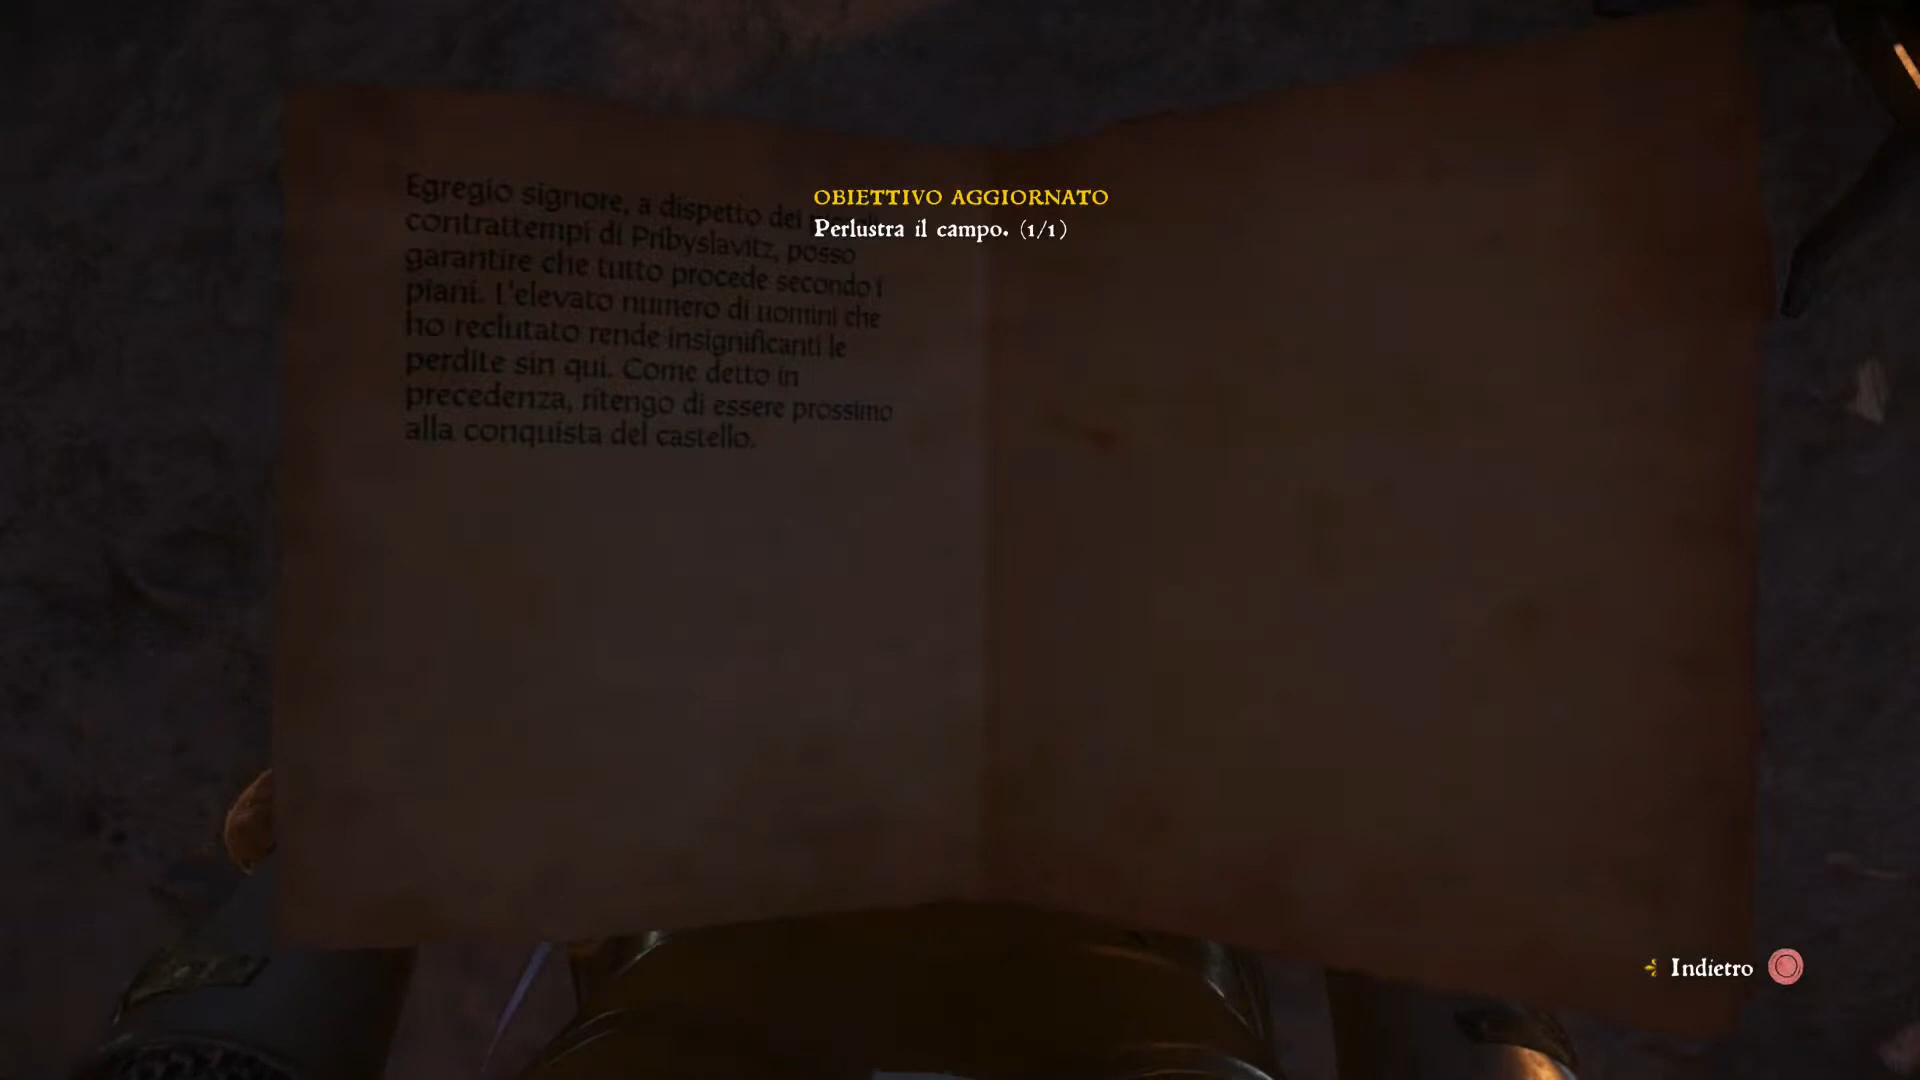 Egregio signore, a dispetto dei
contrattempi di Pribyslavitz, posso
garantire che tutto procede secondo i
piani. L'elevato numero di uomini che
ho reclutato rende insignificanti le
perdite sin qui. Come detto in
precedenza, ritengo di essere prossimo
alla conquista del castello.
OBIETTIVO AGGIORNATO
Perlustra il campo. (1/1)
Indietro